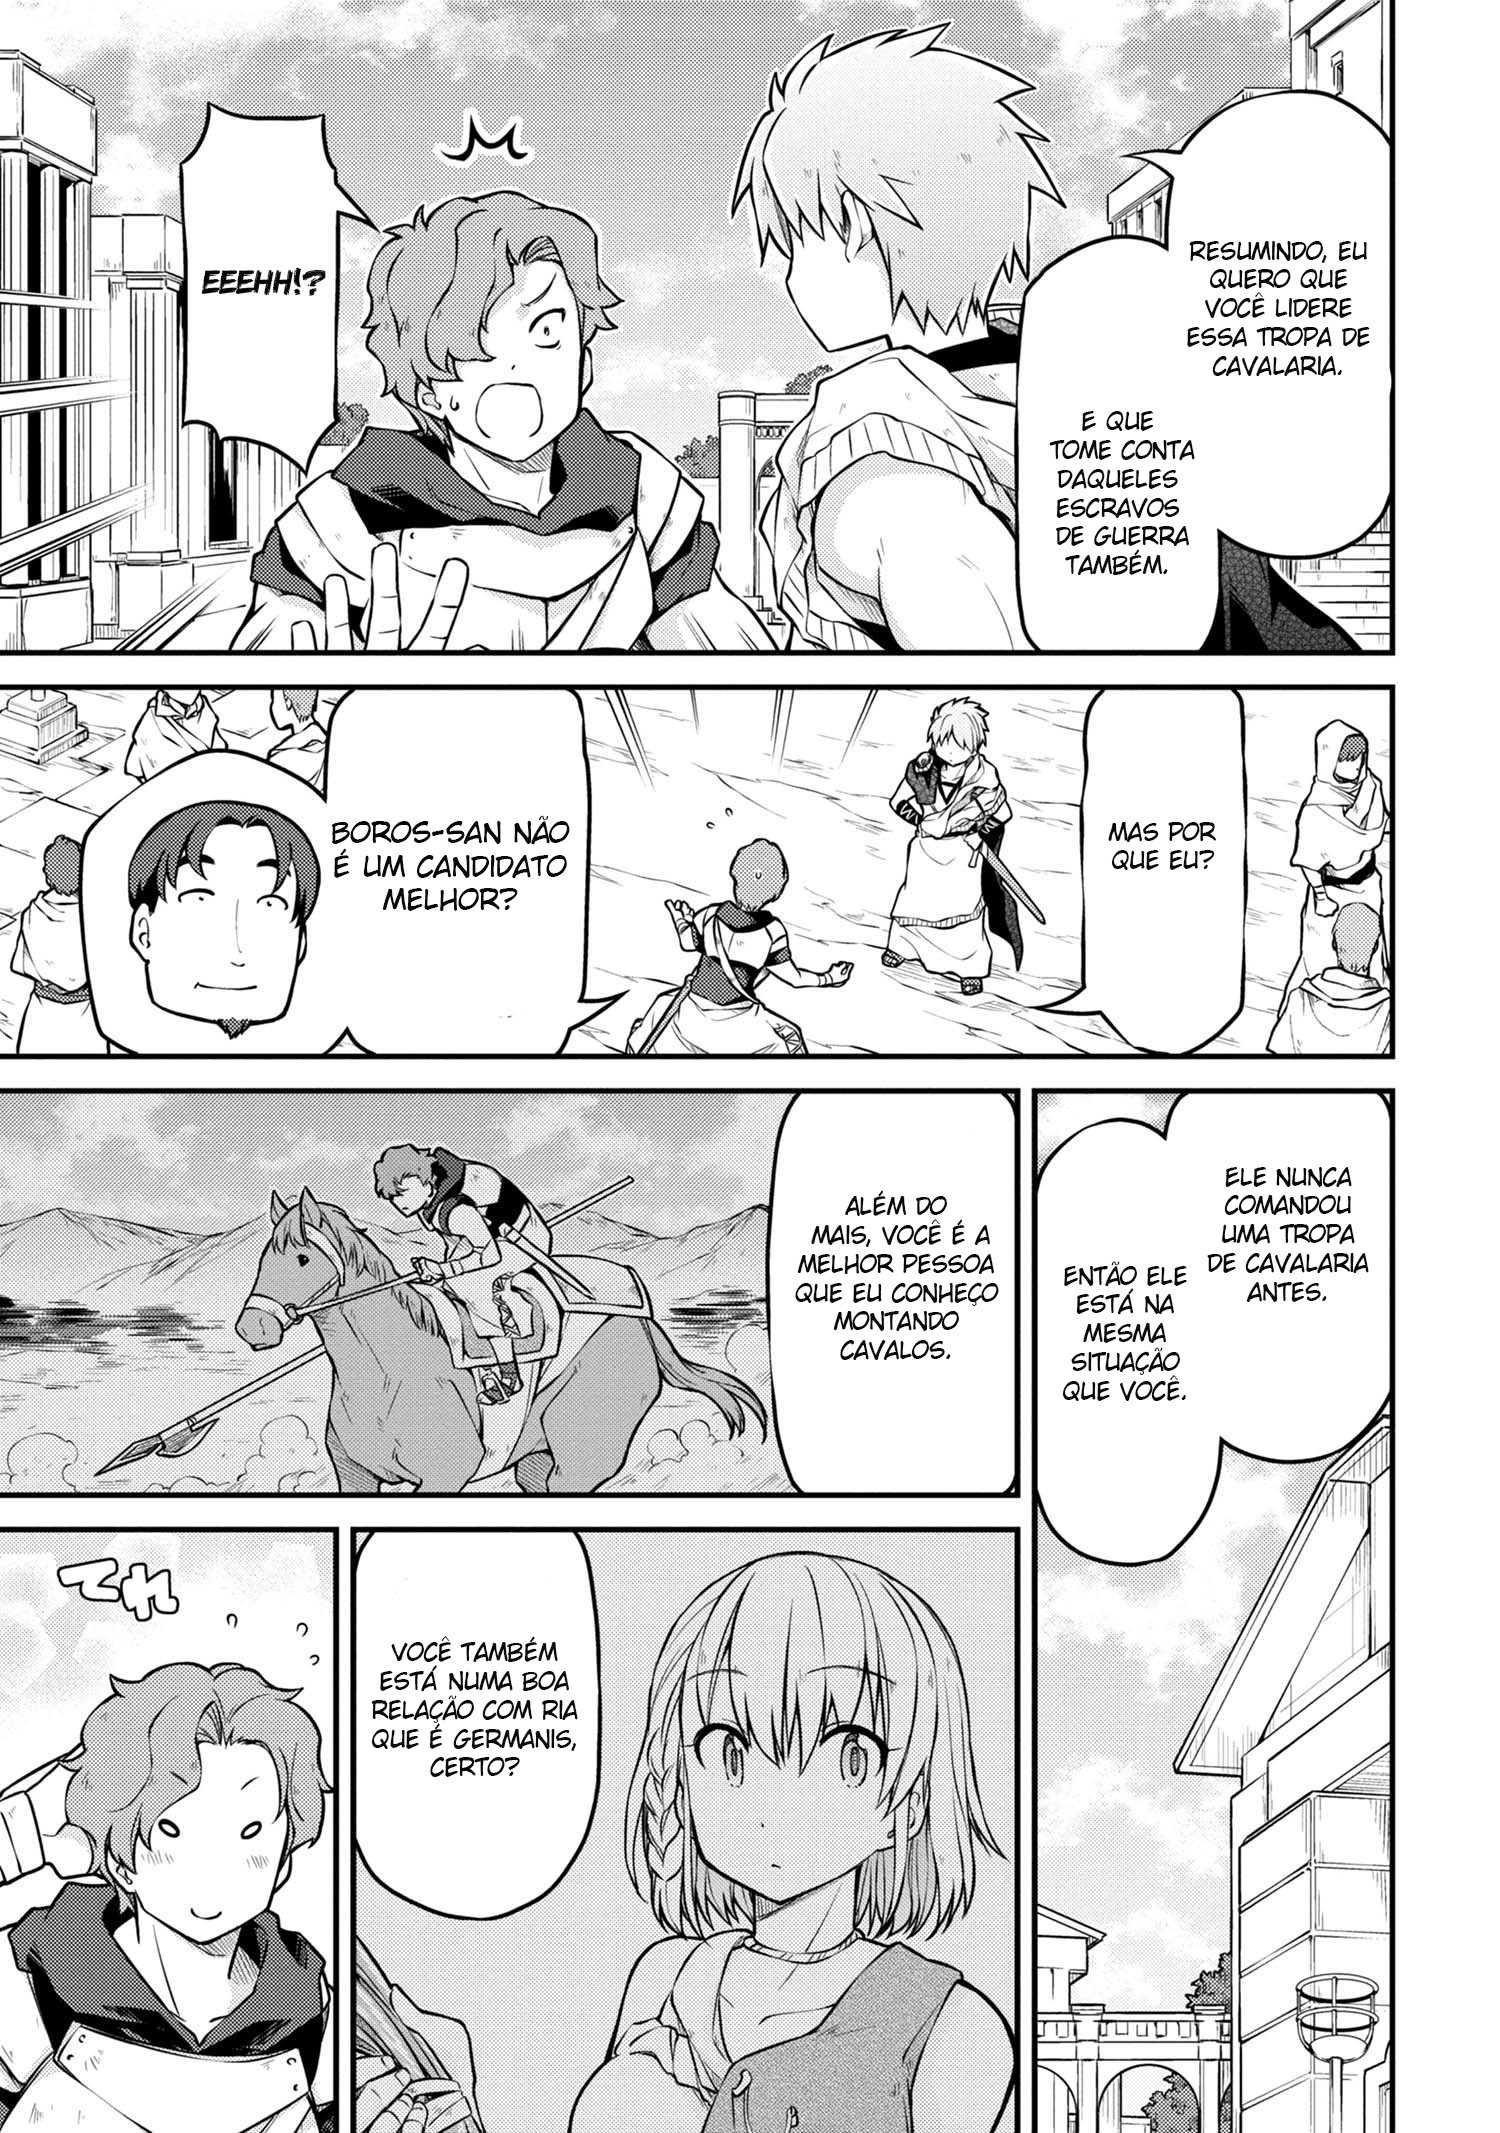 RESUMINDO, EU
QUERO QUE
VOCÊ LIDERE
ESSA TROPA DE
CAVALARIA.
E QUE
TOME CONTA
DAQUELES
ESCRAVOS
DE GUERRA
TAMBÉM.
EEEHH!?
MAS POR
QUE EU?
BOROS-SAN NÃO
É UM CANDIDATO
MELHOR?
ELE NUNCA
COMANDOU
UMA TROPA
DE CAVALARIA
ANTES.
ENTÃO ELE
ESTÁ NA
MESMA
SITUAÇÃO
QUE VOCÊ.
ALÉM DO
MAIS, VOCÊ É A
MELHOR PESSOA
QUE EU CONHEÇO
MONTANDO
CAVALOS.
VOCÊ TAMBÉM
ESTÁ NUMA BOA
RELAÇÃO COM RIA
QUE É GERMANIS,
CERTO?
てれ